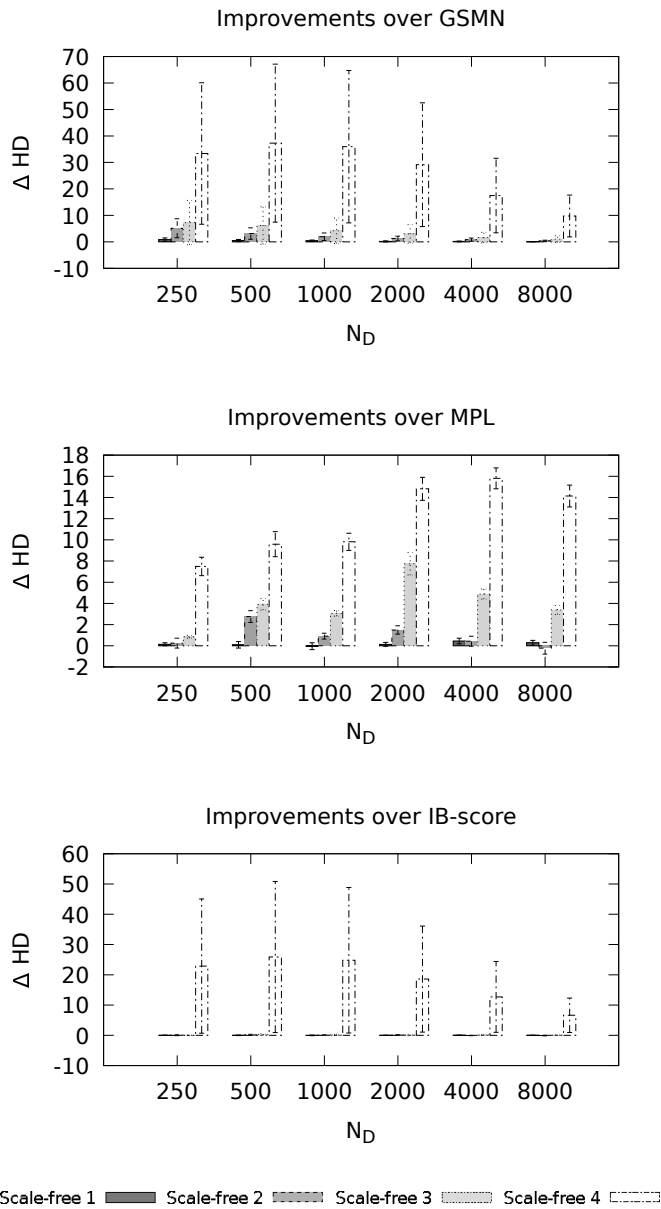 Improvements over GSMN
70
60
50
40
30
20
10
0
-10
Δ HD
250 500 1000 2000 4000 8000
N_D
Improvements over MPL
18
16
14
12
10
8
6
4
2
0
-2
Δ HD
250 500 1000 2000 4000 8000
N_D
Improvements over IB-score
60
50
40
30
20
10
0
-10
Δ HD
250 500 1000 2000 4000 8000
N_D
Scale-free 1 Scale-free 2 Scale-free 3 Scale-free 4